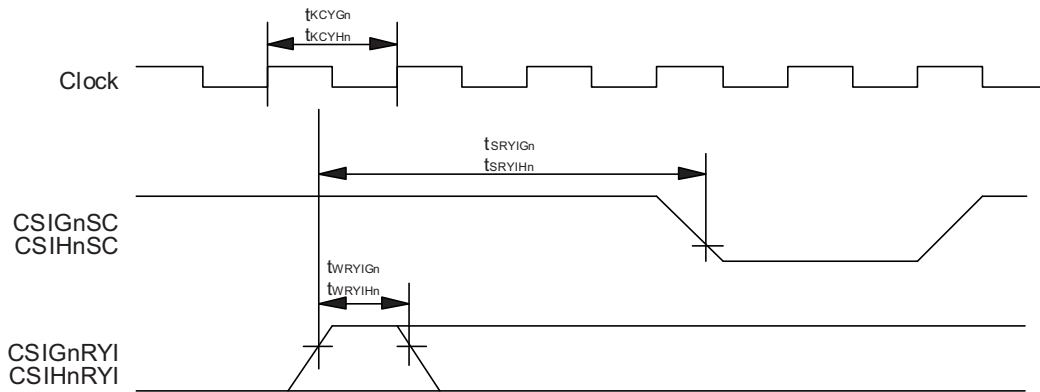 tKCYGn
tKCYHn
Clock
tSRYIGn
tSRYIHn
CSIGnSC
CSIHnSC
tWRYIGn
tWRYIHn
CSIGnRYI
CSIHnRYI